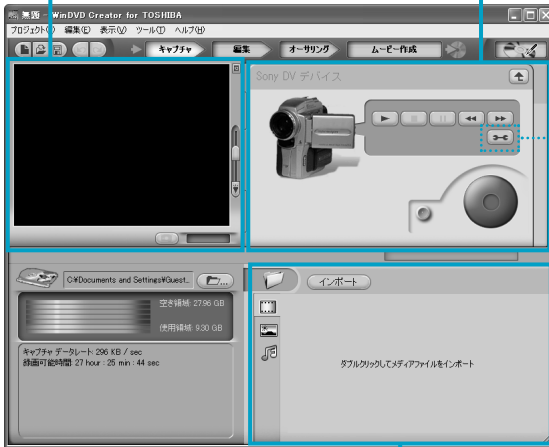 無題 - WinDVD Creator for TOSHIBA
プロジェクト(P) 編集(E) 表示(V) ツール(T) ヘルプ(H)
キャプチャ 編集 オーサリング ムービー作成
Sony DV デバイス
C:¥Documents and Settings¥Guest...
空き領域: 27.96 GB
使用領域: 9.30 GB
キャプチャ データレート: 296 KB / sec
録画可能時間: 27 hour : 25 min : 44 sec
インポート
ダブルクリックしてメディアファイルをインポート